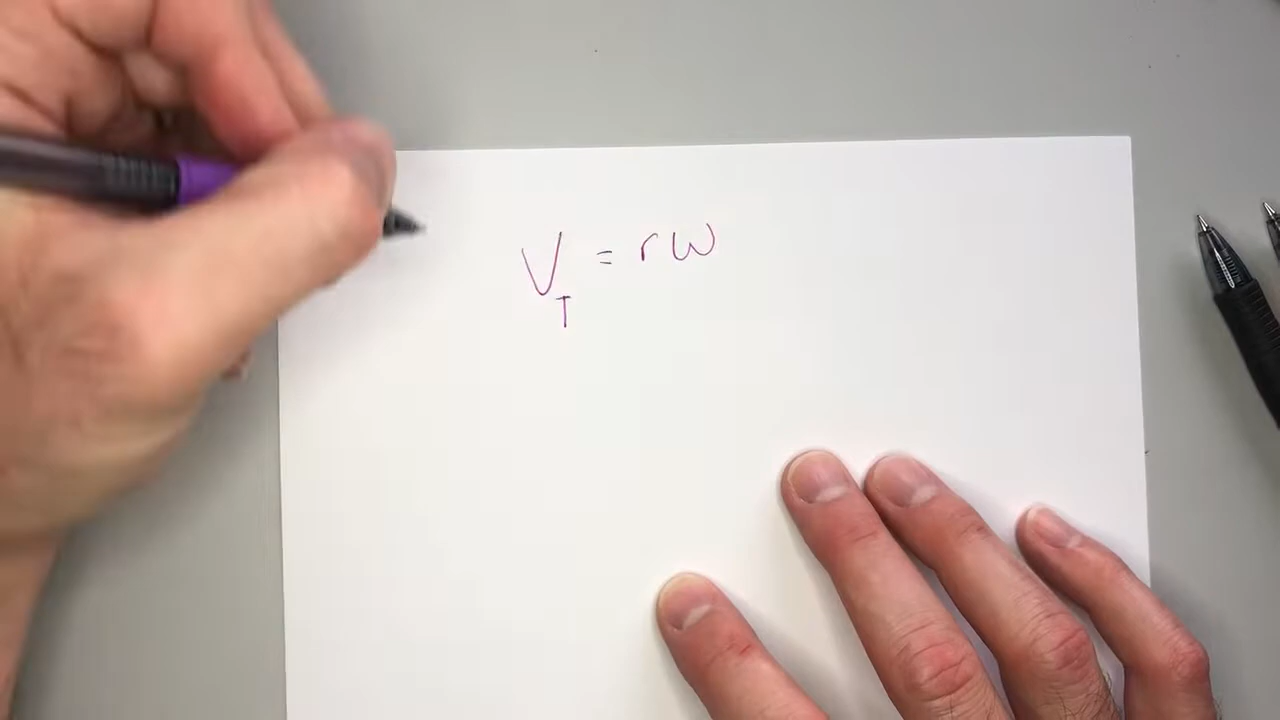 V_T = rω